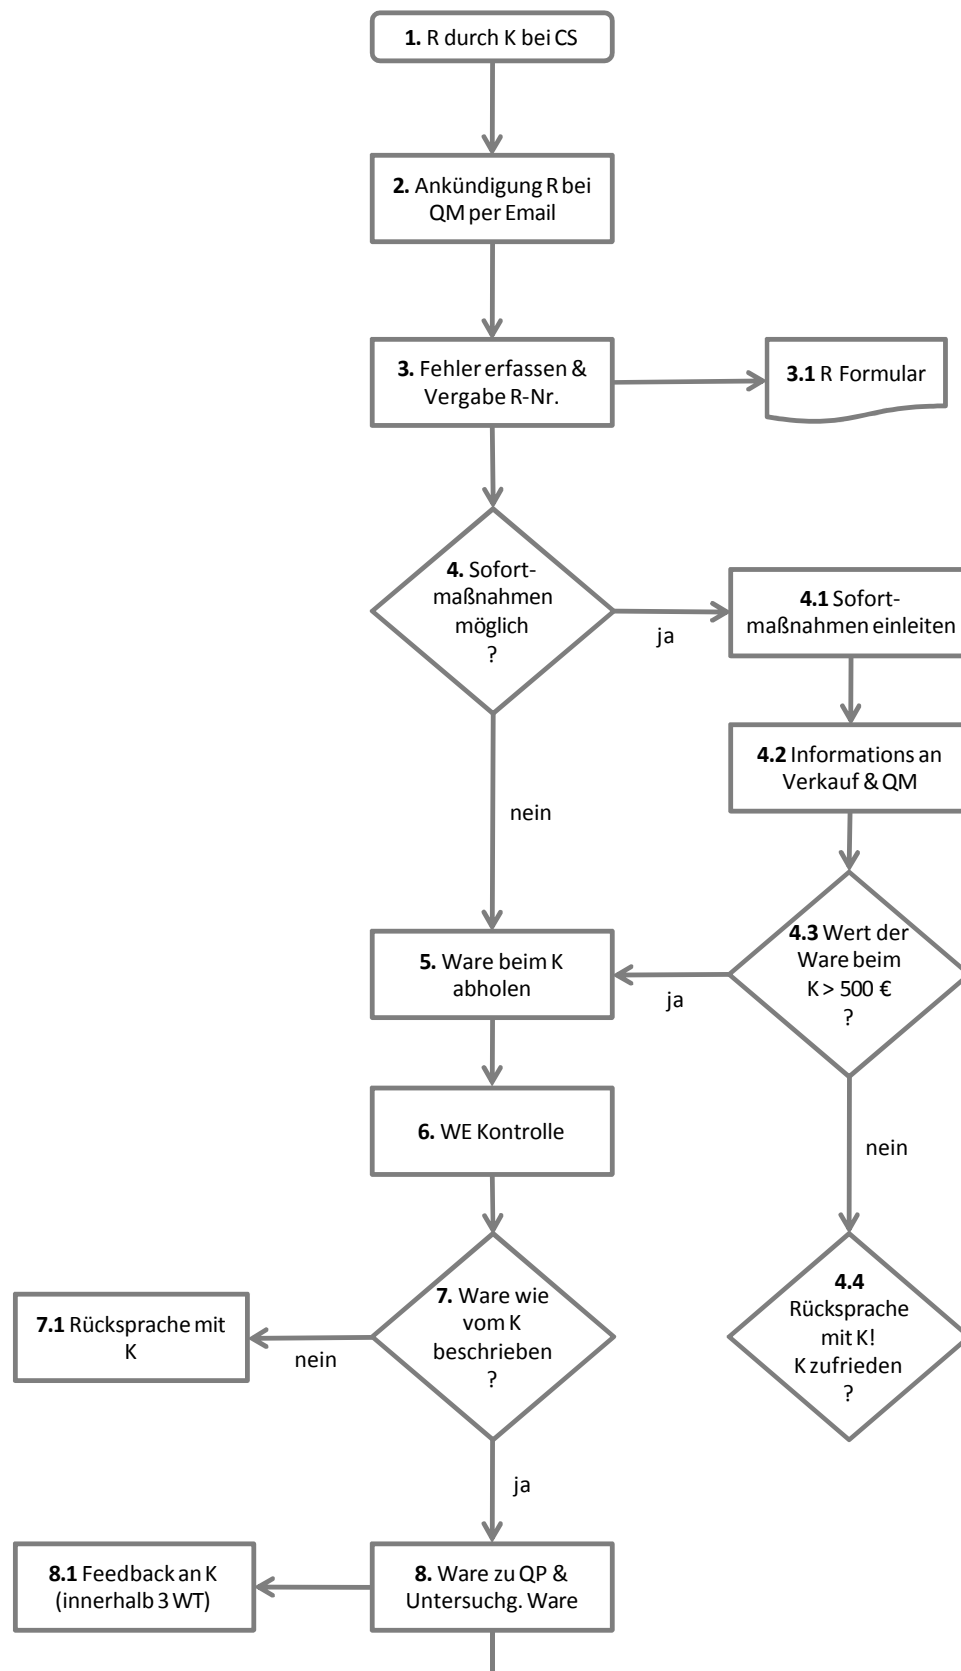 1. R durch K bei CS
2. Ankündigung R bei
QM per Email
3. Fehler erfassen &
Vergabe R-Nr.
3.1 R Formular
4. Sofort-
maßnahmen
möglich
?
ja
4.1 Sofort-
maßnahmen einleiten
4.2 Informations an
Verkauf & QM
nein
4.3 Wert der
Ware beim
K > 500 €
?
ja
5. Ware beim K
abholen
6. WE Kontrolle
nein
4.4
Rücksprache
mit K!
K zufrieden
?
7. Ware wie
vom K
beschrieben
?
nein
7.1 Rücksprache mit
K
ja
8. Ware zu QP &
Untersuchg. Ware
8.1 Feedback an K
(innerhalb 3 WT)